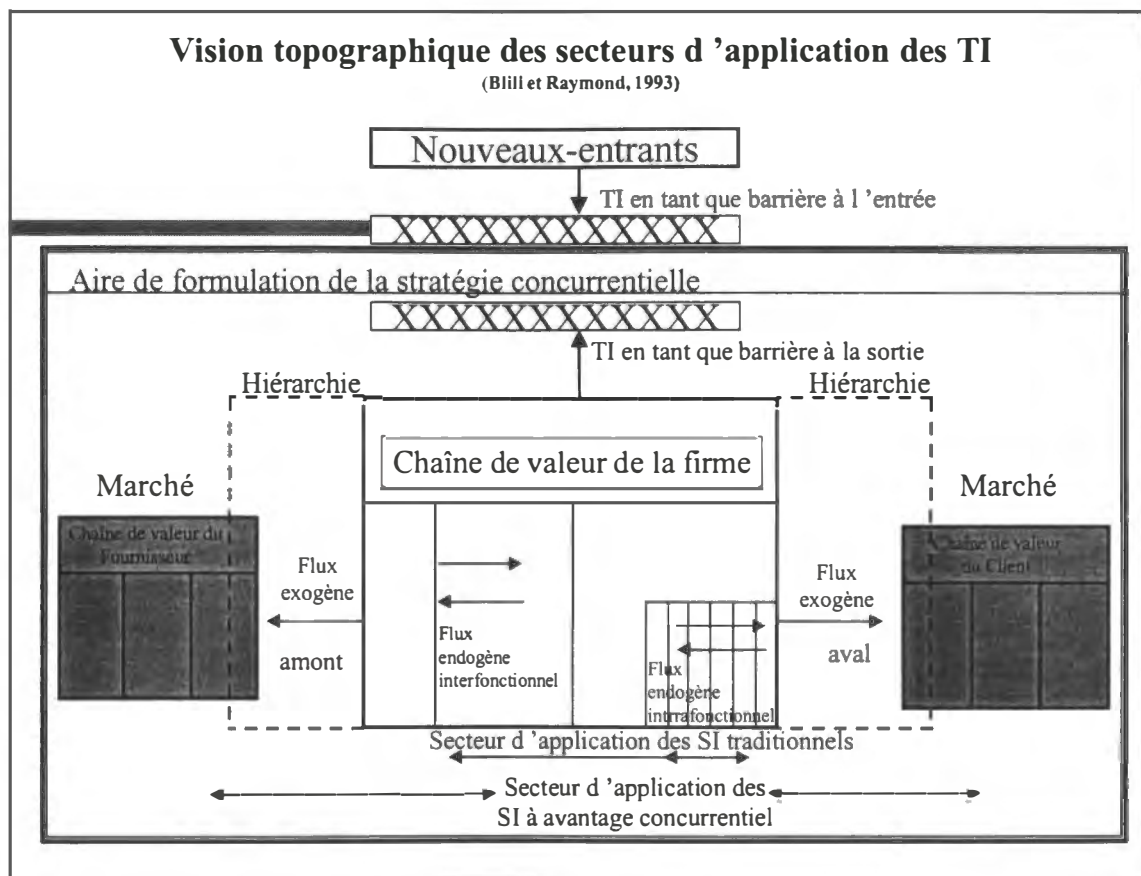 Vision topographique des secteurs d 'application des TI
(Blili et Raymond, 1993)
Nouveaux-entrants
TI en tant que barrière à l 'entrée
XXXXXXXXXXXX
Aire de formulation de la stratégie concurrentielle
XXXXXXXXXXXX
TI en tant que barrière à la sortie
Hiérarchie
Hiérarchie
Chaîne de valeur de la firme
Marché
Marché
Chaîne de valeur du
Fournisseur
Chaîne de valeur
du Client
Flux
exogène
amont
Flux
endogène
interfonctionnel
Flux
endogène
intrrafonctionnel
Flux
exogène
aval
Secteur d 'application des SI traditionnels
Secteur d 'application des
SI à avantage concurrentiel